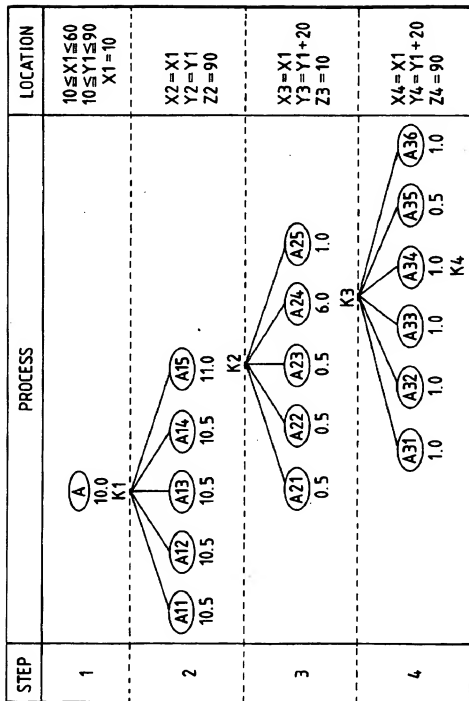 STEP PROCESS LOCATION
1
A
10.0
K1
10≦X1≦60
10≦Y1≦90
X1=10
2
A11 A12 A13 A14 A15
10.5 10.5 10.5 10.5 11.0
K2
X2=X1
Y2=Y1
Z2=90
3
A21 A22 A23 A24 A25
0.5 0.5 0.5 6.0 1.0
K3
X3=X1
Y3=Y1+20
Z3=10
4
A31 A32 A33 A34 A35 A36
1.0 1.0 1.0 1.0 0.5 1.0
K4
X4=X1
Y4=Y1+20
Z4=90